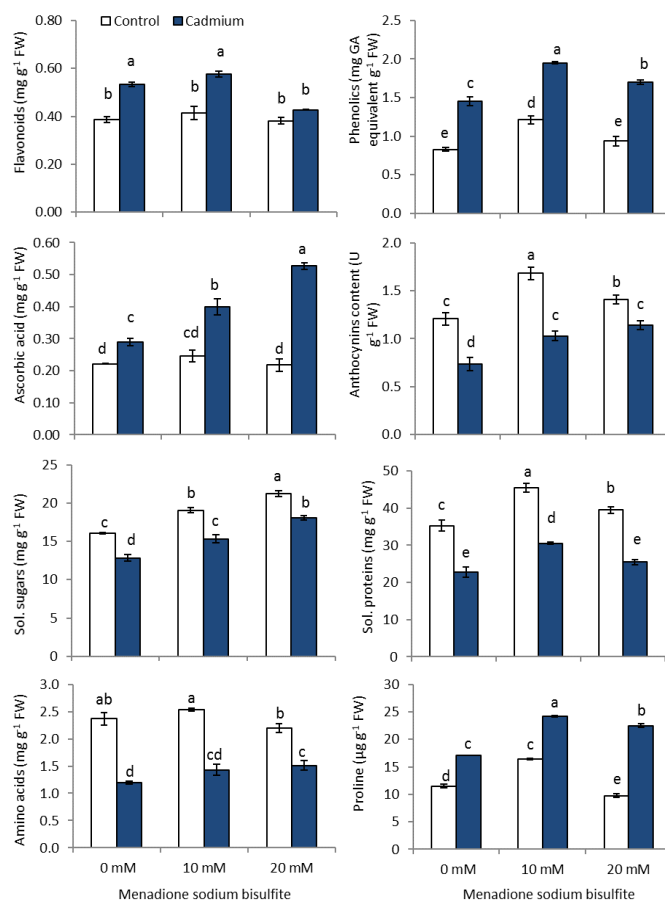 Control Cadmium
Flavonoids (mg g-1 FW)
0.80
0.60
0.40
0.20
0.00
b a b a b b
Phenolics (mg GA
equivalent g-1 FW)
2.5
2.0
1.5
1.0
0.5
0.0
e c d a e b
Ascorbic acid (mg g-1 FW)
0.60
0.50
0.40
0.30
0.20
0.10
0.00
d c cd b d a
Anthocynins content (U
g-1 FW)
2.0
1.5
1.0
0.5
0.0
c d a c b c
Sol. sugars (mg g-1 FW)
25
20
15
10
5
0
c d b c a b
Sol. proteins (mg g-1 FW)
50
40
30
20
10
0
c e a d b e
Amino acids (mg g-1 FW)
3.0
2.5
2.0
1.5
1.0
0.5
0.0
ab d a cd b c
0 mM 10 mM 20 mM
Menadione sodium bisulfite
Proline (µg g-1 FW)
30
25
20
15
10
5
0
d c c a e b
0 mM 10 mM 20 mM
Menadione sodium bisulfite